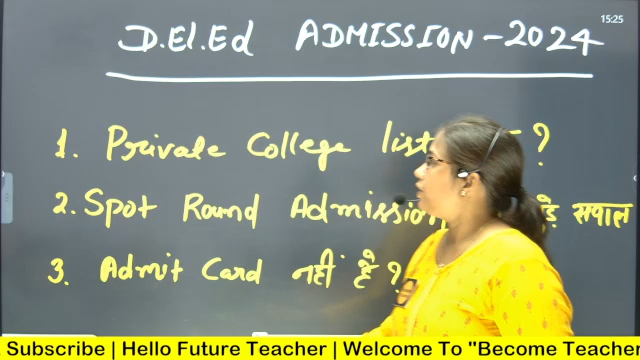 15:25
D.El.Ed ADMISSION - 2024
1. Private College list ?
2. Spot Round Admission सवाल
3. Admit Card नहीं है ?
Subscribe | Hello Future Teacher | Welcome To "Become Teache